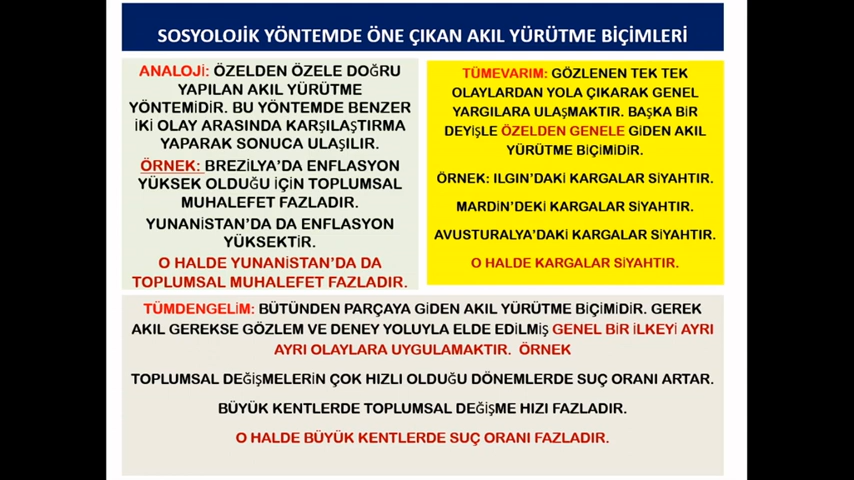 SOSYOLOJİK YÖNTEMDE ÖNE ÇIKAN AKIL YÜRÜTME BİÇİMLERİ
ANALOJİ: ÖZELDEN ÖZELE DOĞRU
YAPILAN AKIL YÜRÜTME
YÖNTEMİDİR. BU YÖNTEMDE BENZER
İKİ OLAY ARASINDA KARŞILAŞTIRMA
YAPARAK SONUCA ULAŞILIR.
ÖRNEK: BREZİLYA'DA ENFLASYON
YÜKSEK OLDUĞU İÇİN TOPLUMSAL
MUHALEFET FAZLADIR.
YUNANİSTAN'DA DA ENFLASYON
YÜKSEKTİR.
O HALDE YUNANİSTAN'DA DA
TOPLUMSAL MUHALEFET FAZLADIR.
TÜMEVARIM: GÖZLENEN TEK TEK
OLAYLARDAN YOLA ÇIKARAK GENEL
YARGILARA ULAŞMAKTIR. BAŞKA BİR
DEYİŞLE ÖZELDEN GENELE GİDEN AKIL
YÜRÜTME BİÇİMİDİR.
ÖRNEK: ILGIN'DAKİ KARGALAR SİYAHTIR.
MARDİN'DEKİ KARGALAR SİYAHTIR.
AVUSTURALYA'DAKİ KARGALAR SİYAHTIR.
O HALDE KARGALAR SİYAHTIR.
TÜMDENGELİM: BÜTÜNDEN PARÇAYA GİDEN AKIL YÜRÜTME BİÇİMİDİR. GEREK
AKIL GEREKSE GÖZLEM VE DENEY YOLUYLA ELDE EDİLMİŞ GENEL BİR İLKEYİ AYRI
AYRI OLAYLARA UYGULAMAKTIR. ÖRNEK
TOPLUMSAL DEĞİŞMELERİN ÇOK HIZLI OLDUĞU DÖNEMLERDE SUÇ ORANI ARTAR.
BÜYÜK KENTLERDE TOPLUMSAL DEĞİŞME HIZI FAZLADIR.
O HALDE BÜYÜK KENTLERDE SUÇ ORANI FAZLADIR.